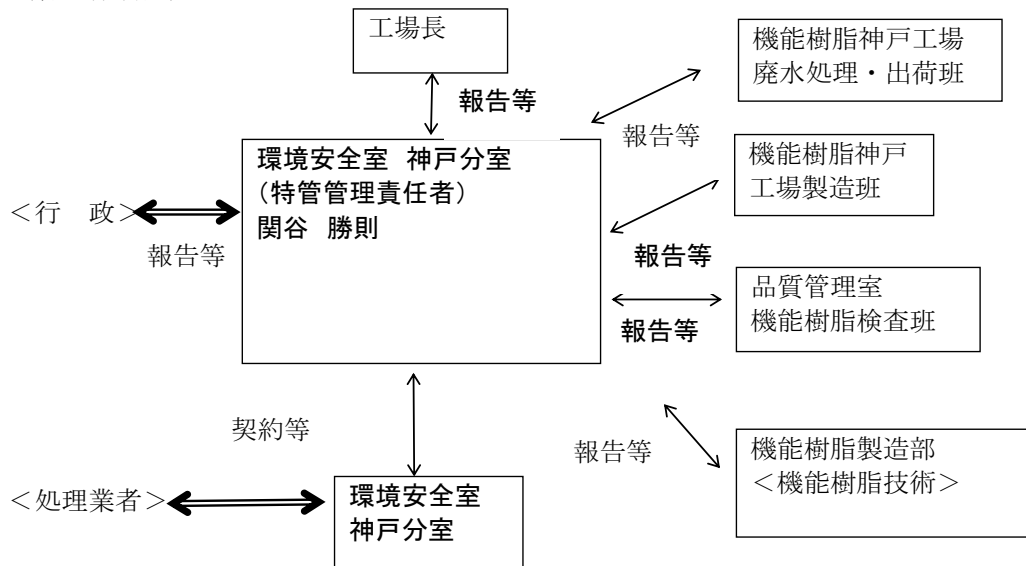 工場長
報告等
機能樹脂神戸工場
廃水処理・出荷班
報告等
環境安全室 神戸分室
(特管管理責任者)
関谷 勝則
機能樹脂神戸
工場製造班
<行 政>
報告等
報告等
品質管理室
機能樹脂検査班
報告等
契約等
報告等
機能樹脂製造部
<機能樹脂技術>
<処理業者>
環境安全室
神戸分室